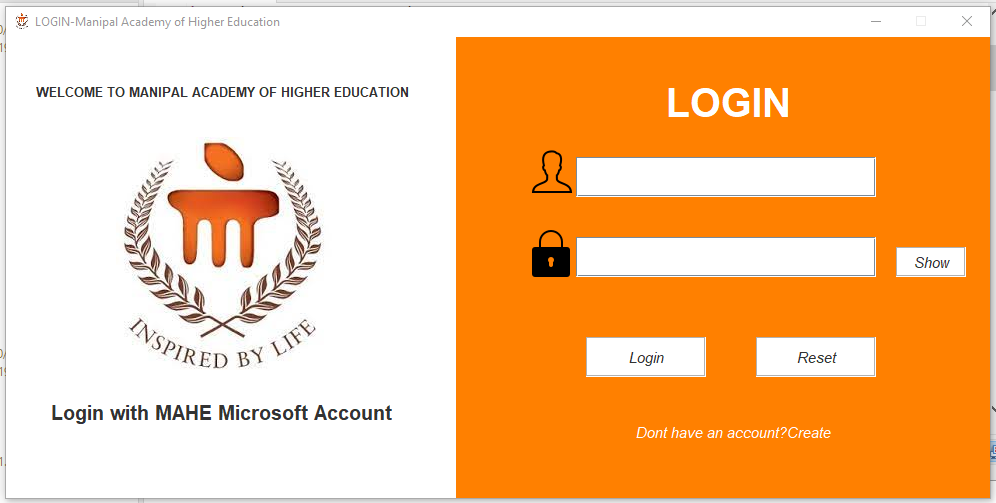 LOGIN-Manipal Academy of Higher Education
WELCOME TO MANIPAL ACADEMY OF HIGHER EDUCATION
INSPIRED BY LIFE
Login with MAHE Microsoft Account
LOGIN
Show
Login Reset
Dont have an account?Create